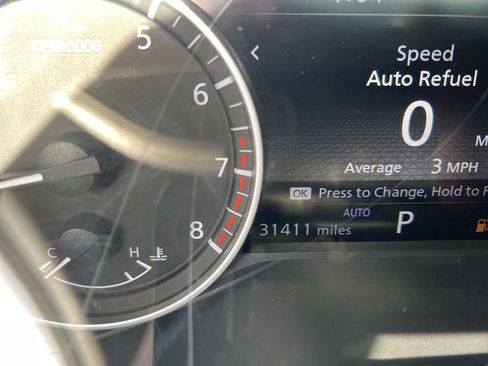 5
RPMx1000
6
7
8
C
H
Speed
Auto Refuel
0
Average 3 MPH
OK Press to Change, Hold to
AUTO
P
31411 miles